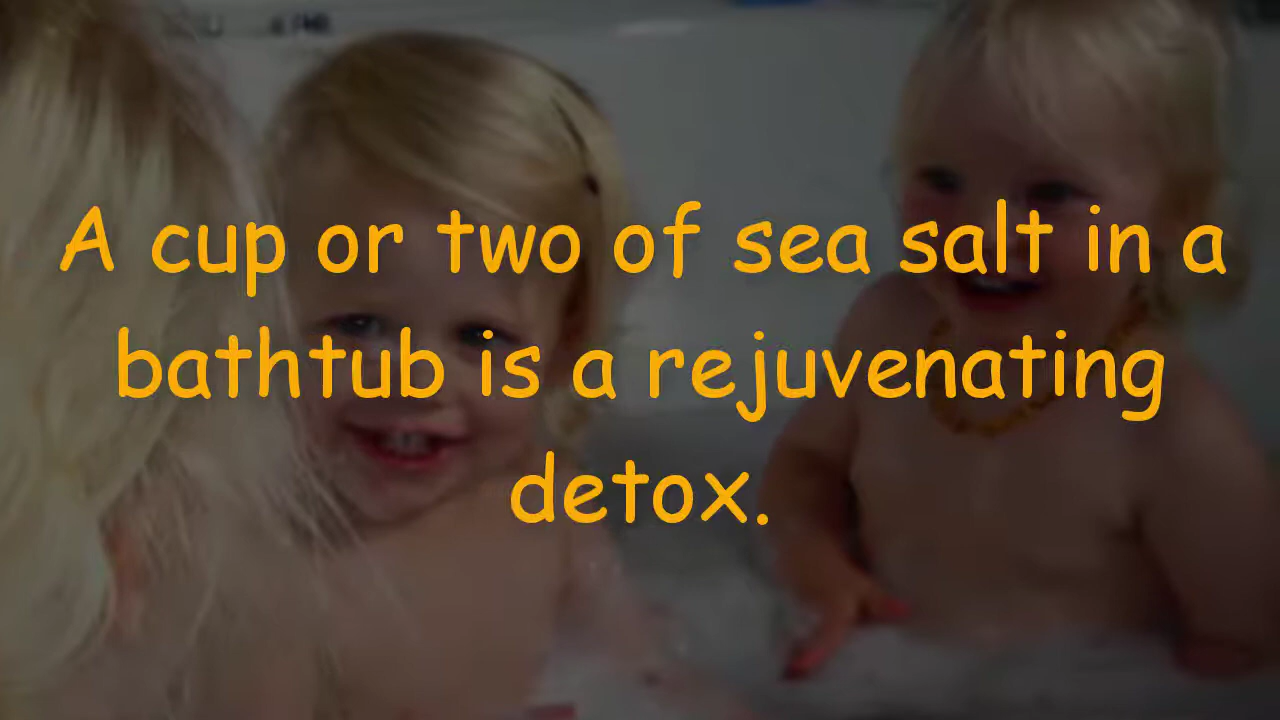 A cup or two of sea salt in a
bathtub is a rejuvenating
detox.